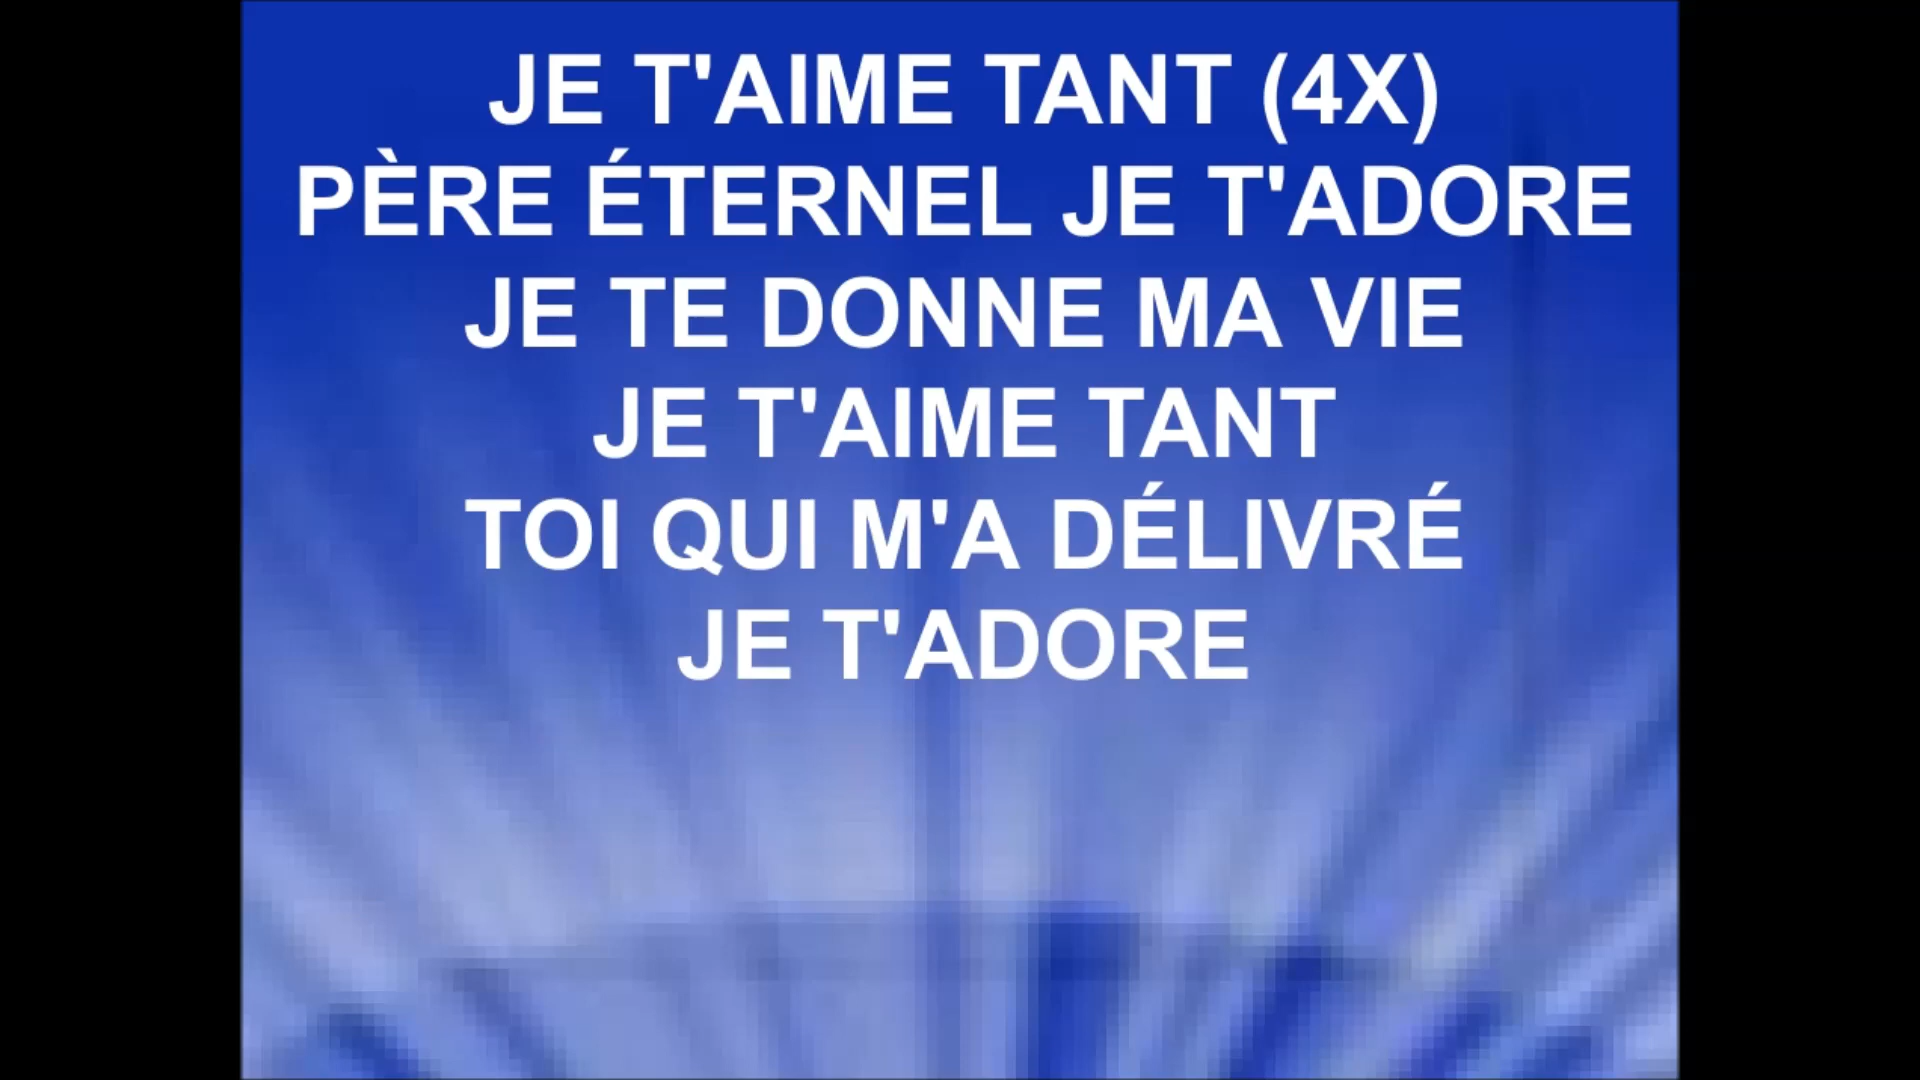 JE T'AIME TANT (4X)
PÈRE ÉTERNEL JE T'ADORE
JE TE DONNE MA VIE
JE T'AIME TANT
TOI QUI M'A DÉLIVRÉ
JE T'ADORE